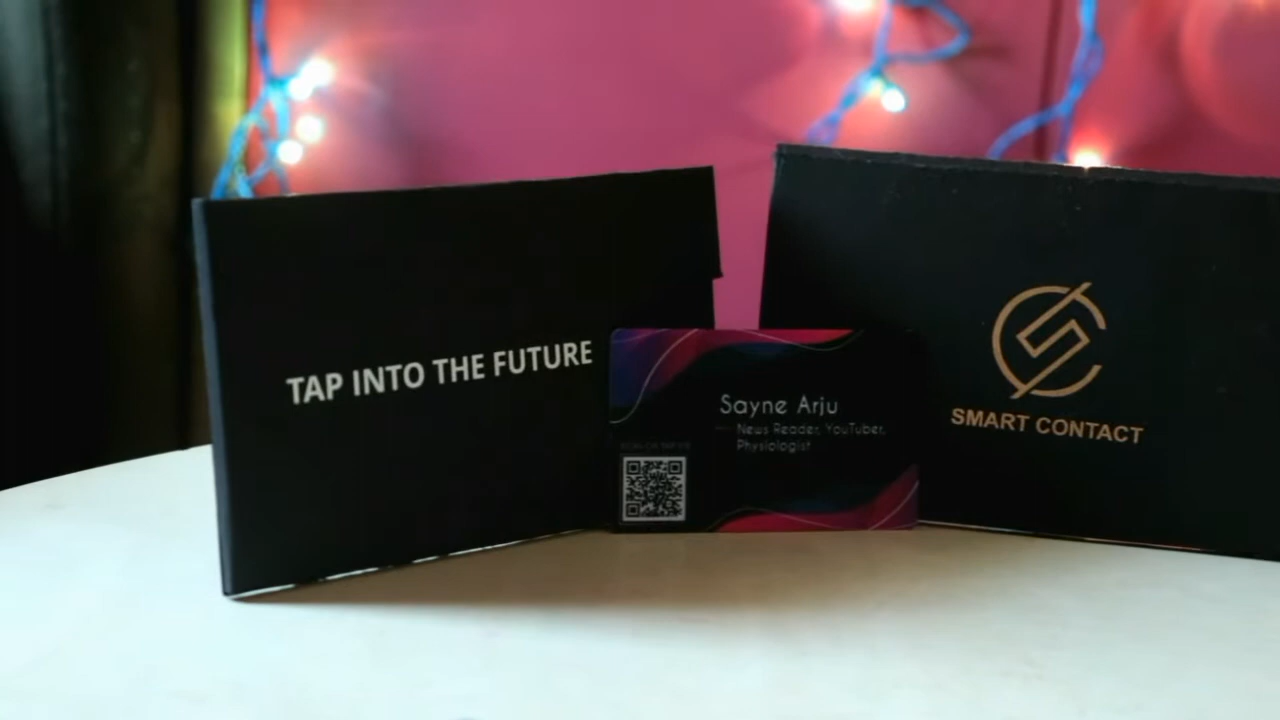 TAP INTO THE FUTURE
Sayne Arju
News Reader, YouTuber,
Physiologist
SMART CONTACT